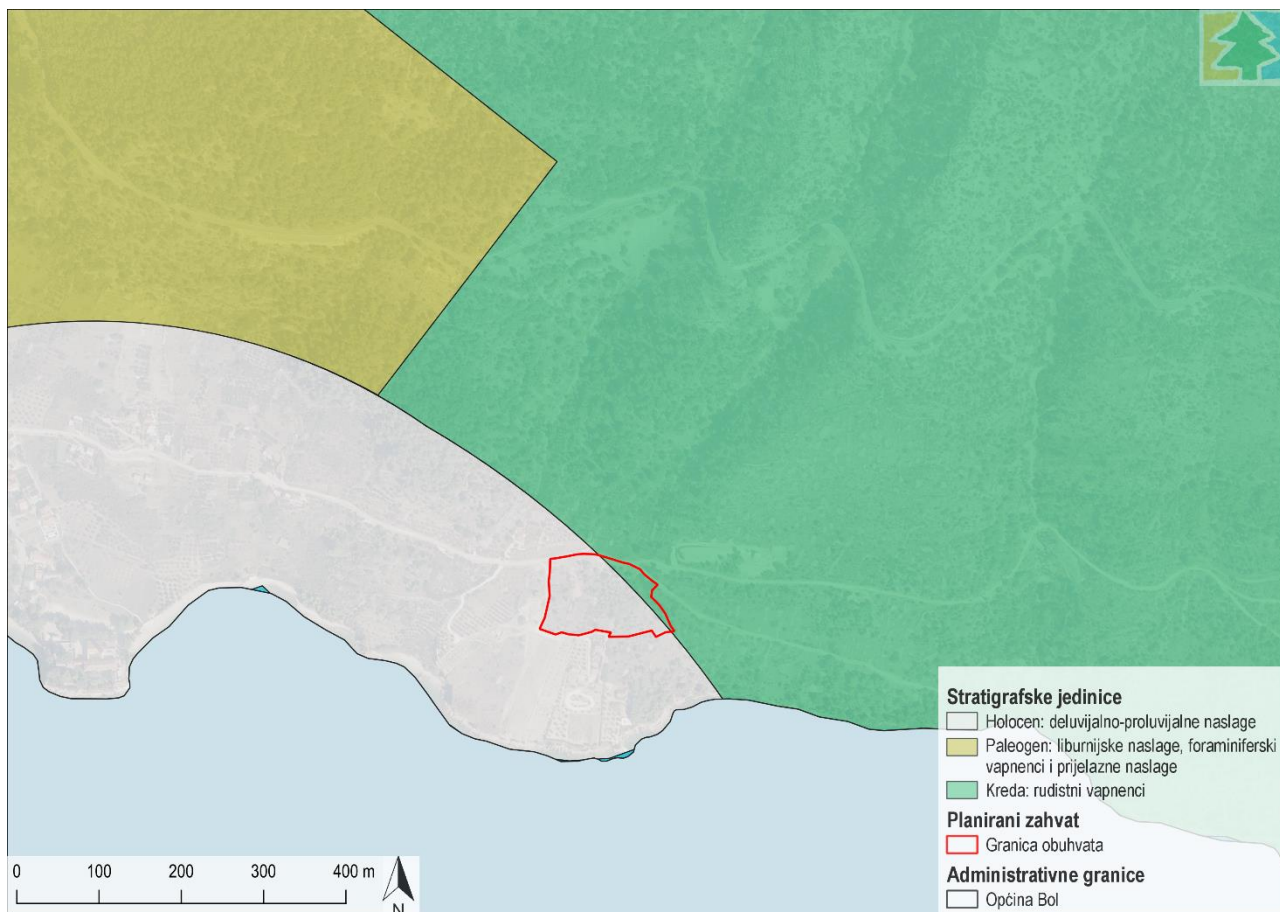 Stratigrafske jedinice
Holocen: deluvijalno-proluvijalne naslage
Paleogen: liburnijske naslage, foraminiferski
vapnenci i prijelazne naslage
Kreda: rudistni vapnenci
Planirani zahvat
Granica obuhvata
Administrativne granice
Općina Bol
0 100 200 300 400 m
N